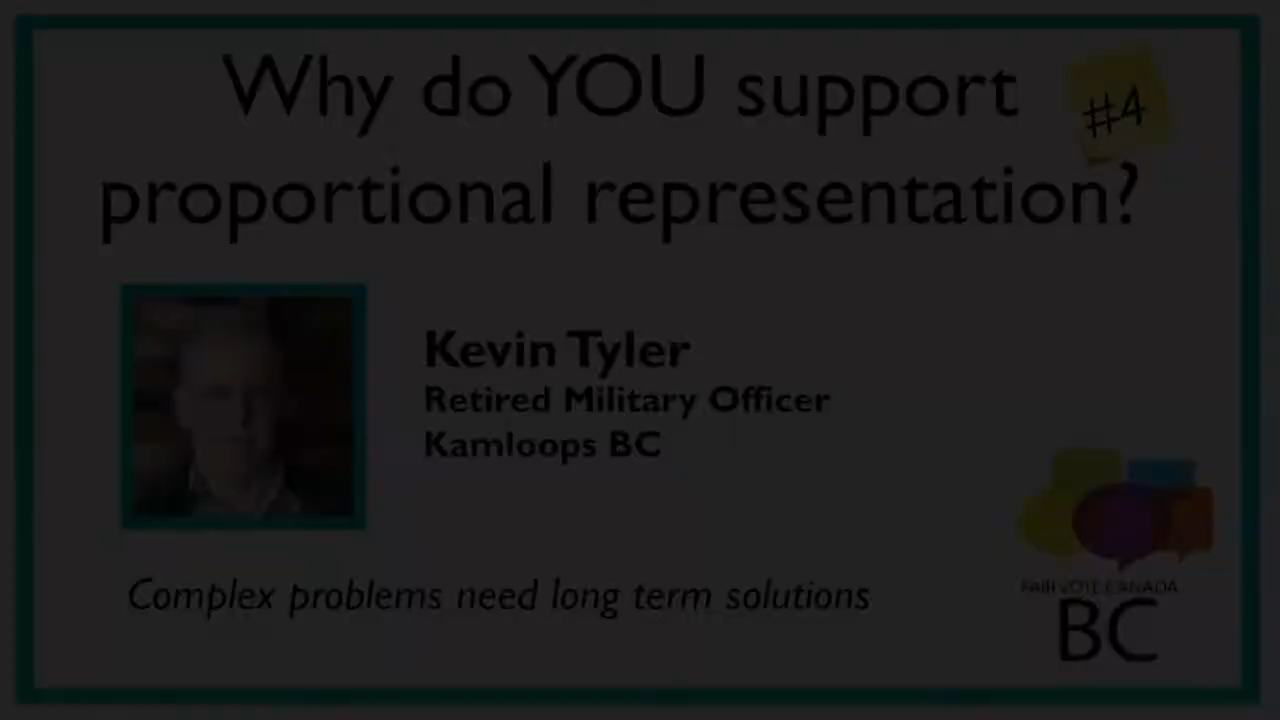 Why do YOU support
#4
proportional representation?
Kevin Tyler
Retired Military Officer
Kamloops BC
Complex problems need long term solutions
FAIR VOTE CANADA
BC